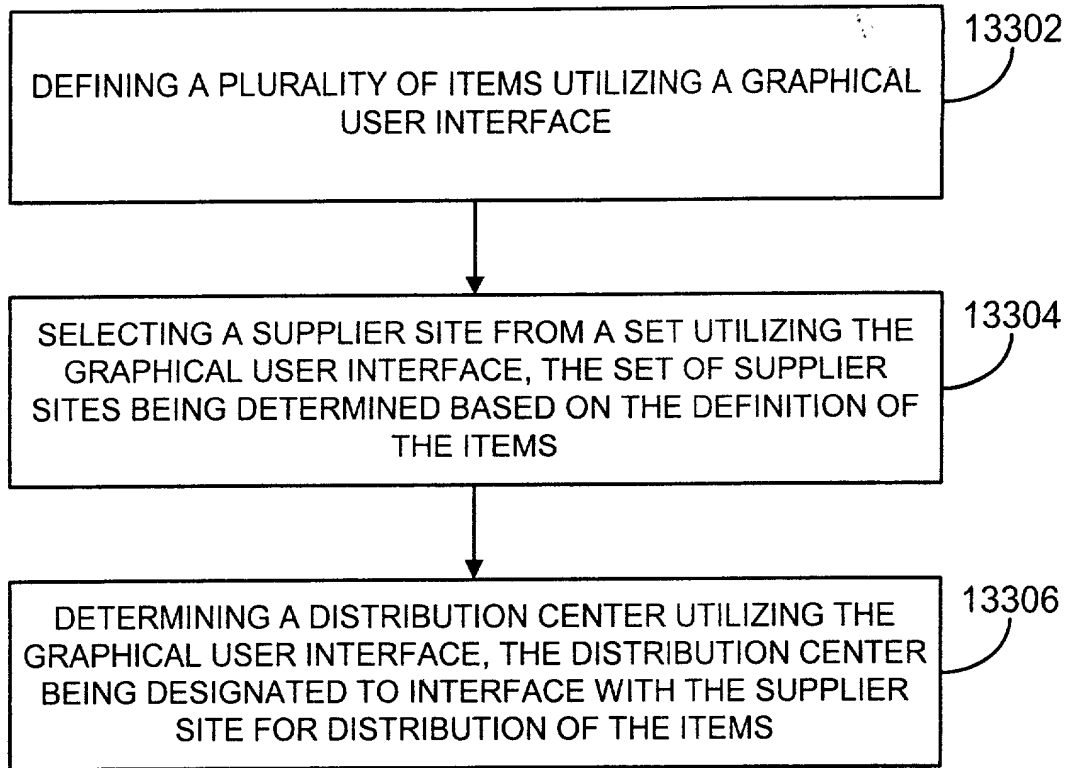 13302
DEFINING A PLURALITY OF ITEMS UTILIZING A GRAPHICAL
USER INTERFACE
13304
SELECTING A SUPPLIER SITE FROM A SET UTILIZING THE
GRAPHICAL USER INTERFACE, THE SET OF SUPPLIER
SITES BEING DETERMINED BASED ON THE DEFINITION OF
THE ITEMS
13306
DETERMINING A DISTRIBUTION CENTER UTILIZING THE
GRAPHICAL USER INTERFACE, THE DISTRIBUTION CENTER
BEING DESIGNATED TO INTERFACE WITH THE SUPPLIER
SITE FOR DISTRIBUTION OF THE ITEMS